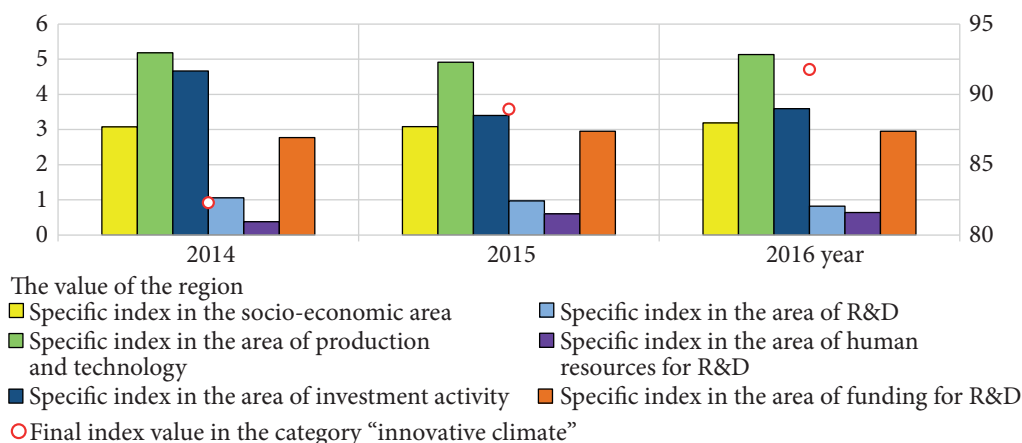 6
5
4
3
2
1
0
95
90
85
80
2014
2015
2016 year
The value of the region
Specific index in the socio-economic area
Specific index in the area of production
and technology
Specific index in the area of investment activity
Final index value in the category “innovative climate”
Specific index in the area of R&D
Specific index in the area of human
resources for R&D
Specific index in the area of funding for R&D